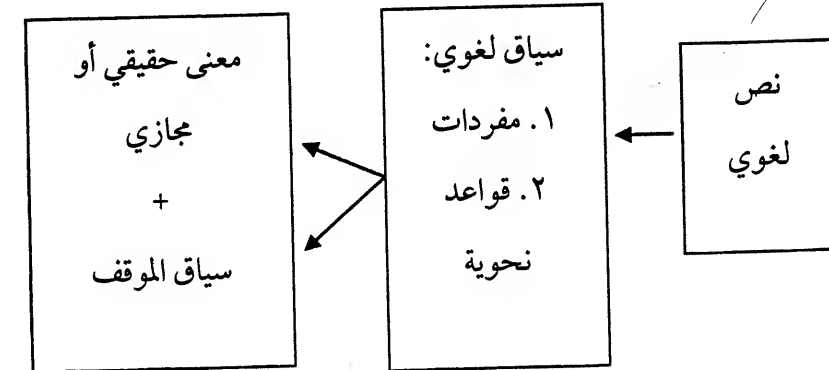 نص
لغوي
سياق لغوي:
١. مفردات
٢. قواعد
نحوية
معنى حقيقي أو
مجازي
+
سياق الموقف